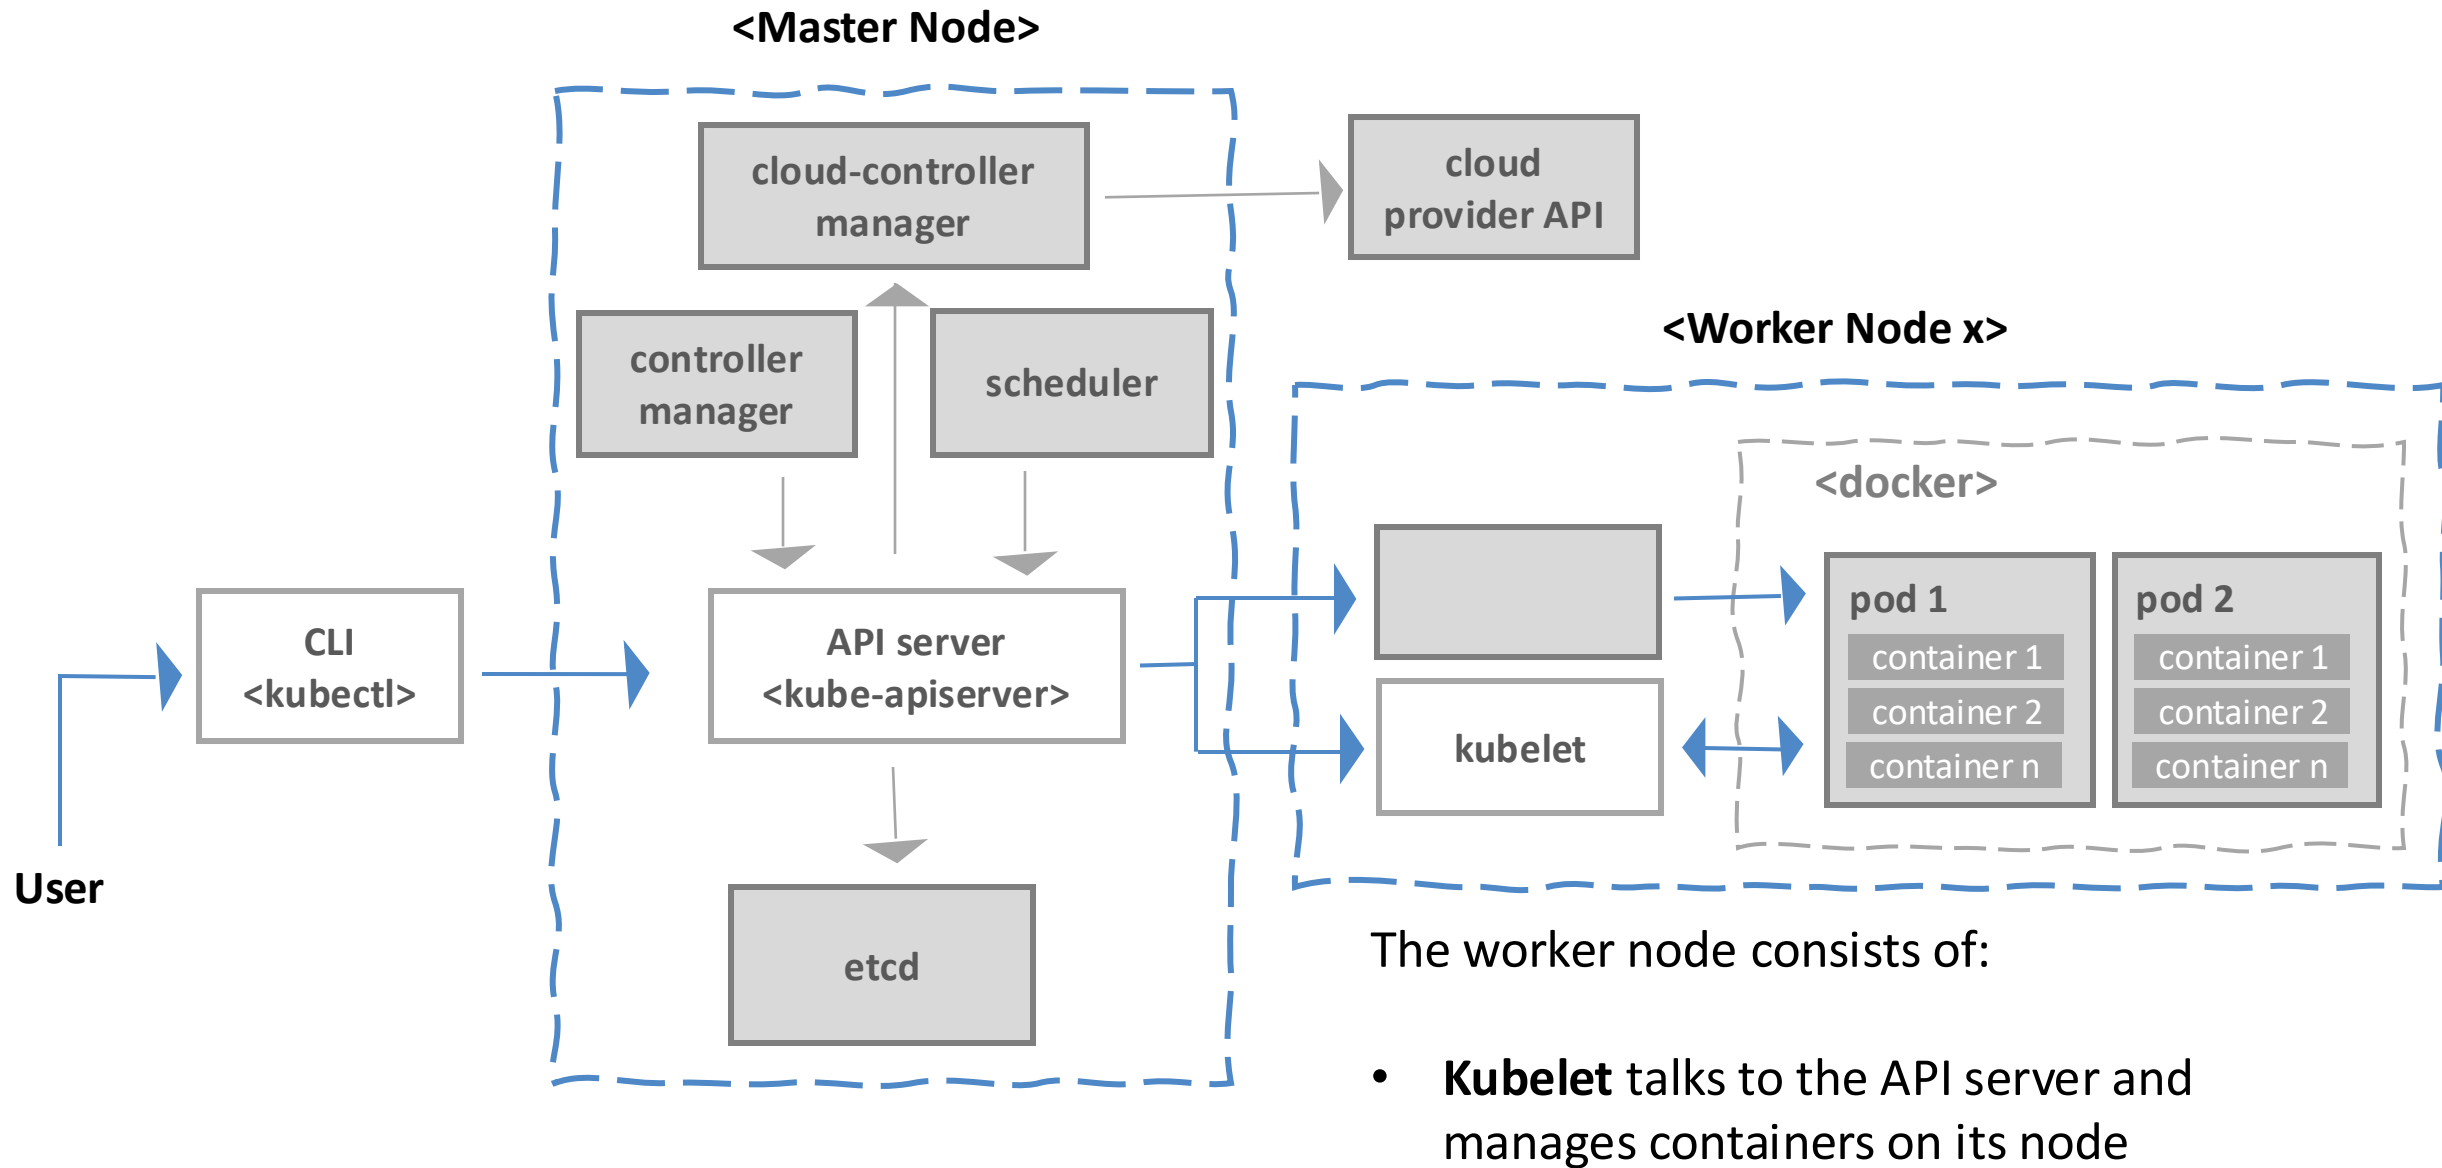 <Master Node>
cloud-controller
manager
cloud
provider API
controller
manager
scheduler
<Worker Node x>
<docker>
CLI
<kubectl>
API server
<kube-apiserver>
kubelet
pod 1
container 1
container 2
container n
pod 2
container 1
container 2
container n
User
etcd
The worker node consists of:
• Kubelet talks to the API server and
manages containers on its node